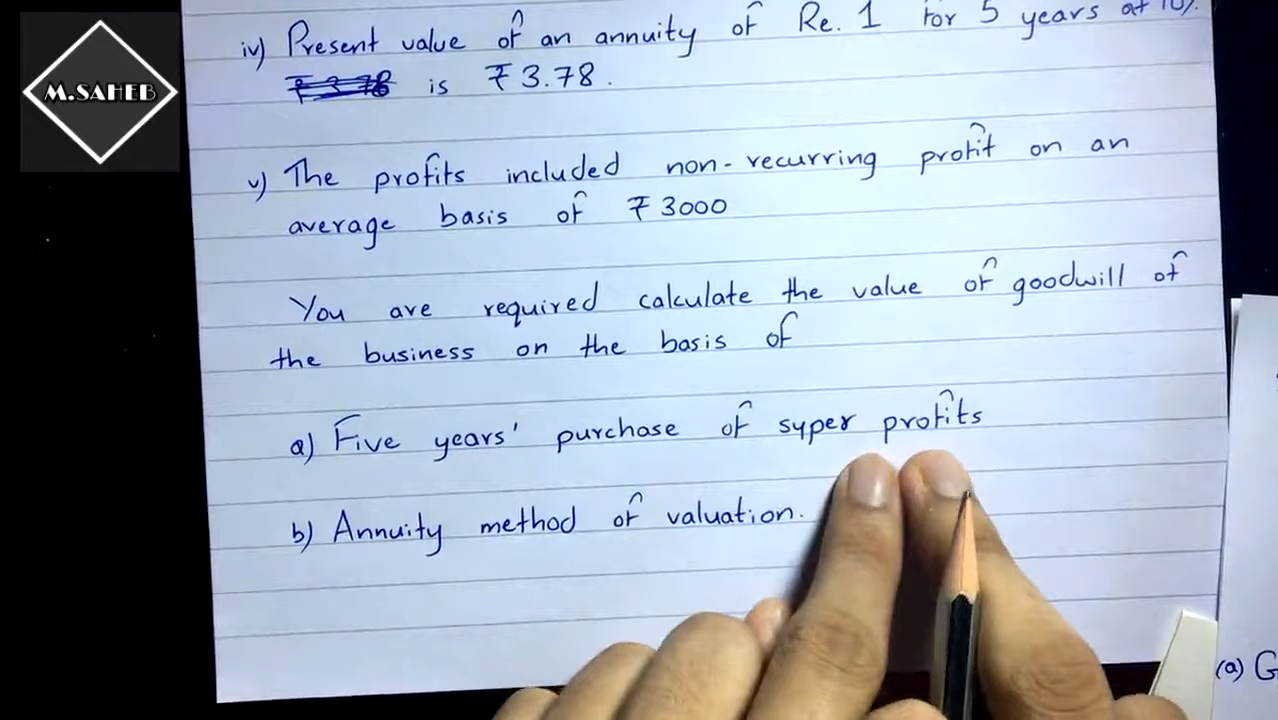 M.SAHEB
iv) Present value of an annuity of Re. 1 for 5 years at 10%
is ₹3.78.
v) The profits included non-recurring profit on an
average basis of ₹3000
You are required calculate the value of goodwill of
the business on the basis of
a) Five years' purchase of super profits
b) Annuity method of valuation.
(a) G